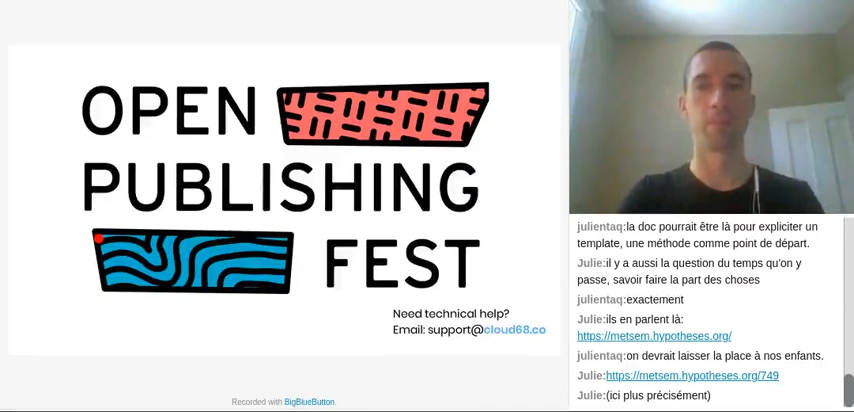 OPEN
PUBLISHING
FEST
Need technical help?
Email: support@cloud68.co
Recorded with BigBlueButton.
julientaq:la doc pourrait être là pour expliciter un
template, une méthode comme point de départ.
Julie:il y a aussi la question du temps qu'on y
passe, savoir faire la part des choses
julientaq:exactement
Julie:ils en parlent là:
https://metsem.hypotheses.org/
julientaq:on devrait laisser la place à nos enfants.
Julie:https://metsem.hypotheses.org/749
Julie:(ici plus précisément)